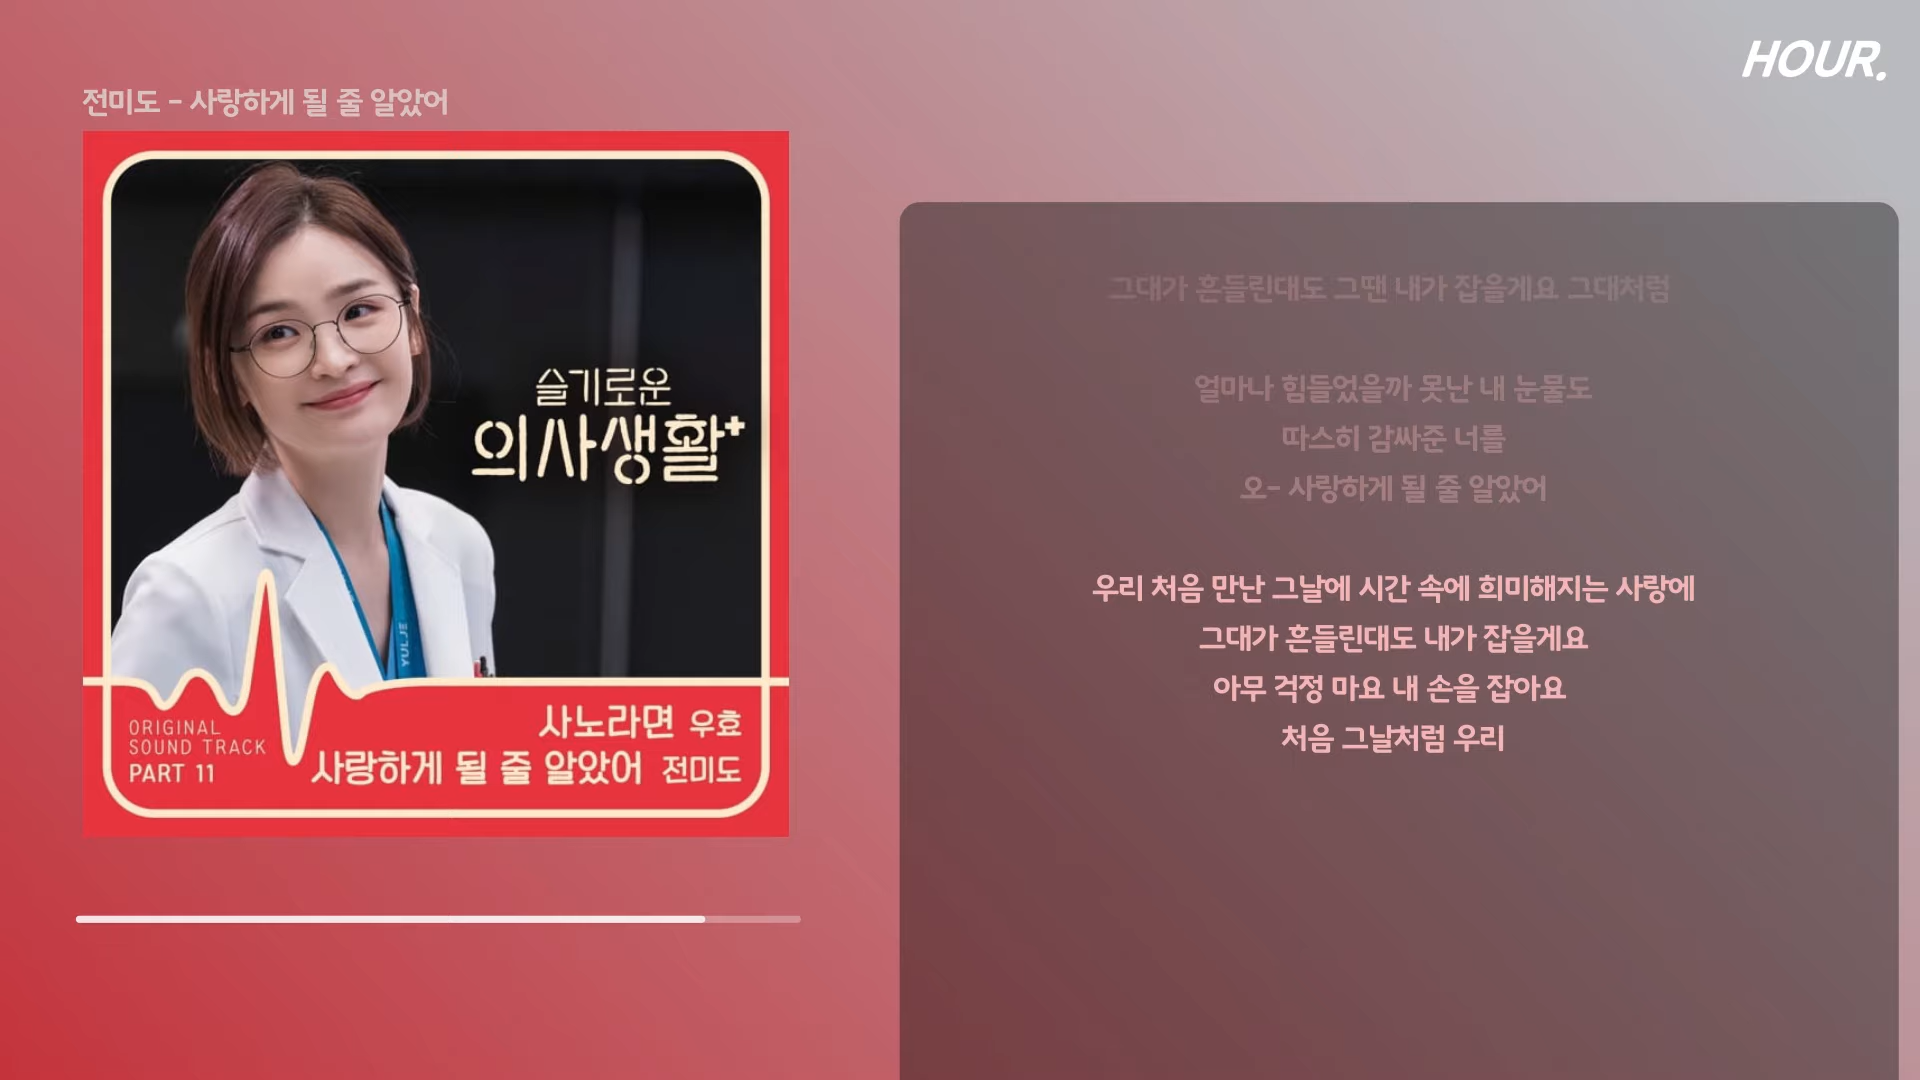 HOUR.
전미도 - 사랑하게 될 줄 알았어
슬기로운
의사생활+
YULJE
ORIGINAL
SOUND TRACK
PART 11
사노라면 우효
사랑하게 될 줄 알았어 전미도
그대가 흔들린대도 그땐 내가 잡을게요 그대처럼
얼마나 힘들었을까 못난 내 눈물도
따스히 감싸준 너를
오- 사랑하게 될 줄 알았어
우리 처음 만난 그날에 시간 속에 희미해지는 사랑에
그대가 흔들린대도 내가 잡을게요
아무 걱정 마요 내 손을 잡아요
처음 그날처럼 우리